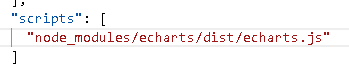 ],
"scripts": [
"node_modules/echarts/dist/echarts.js"
]